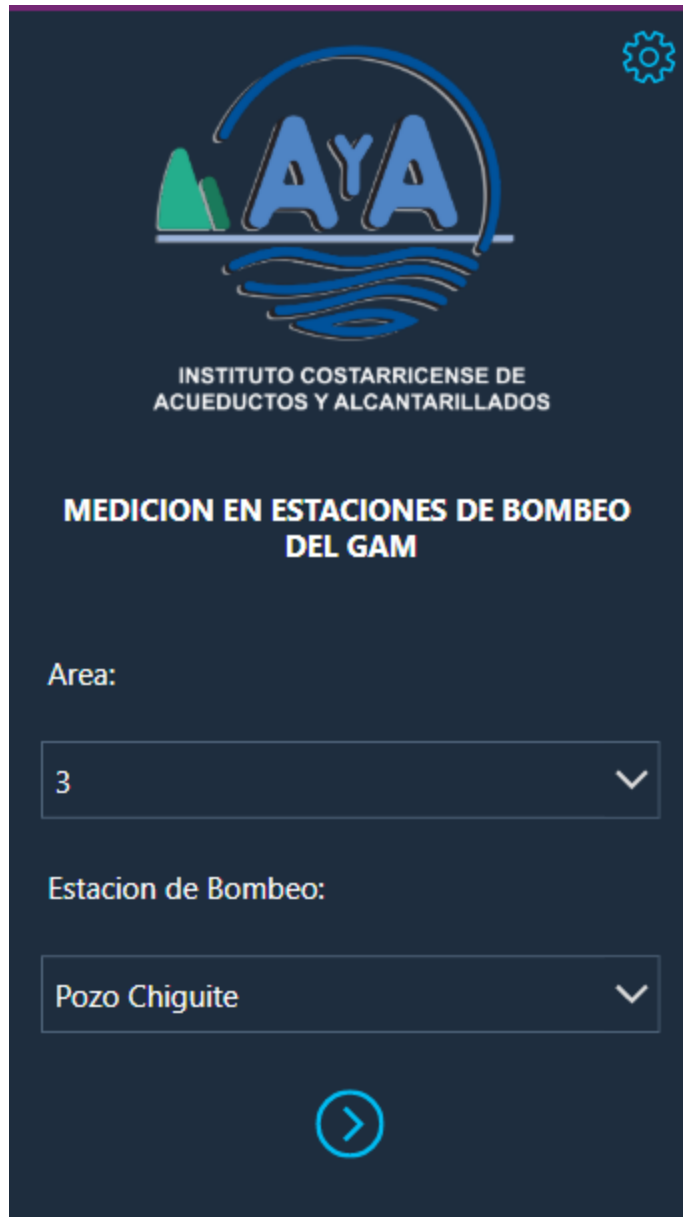 AYA
INSTITUTO COSTARRICENSE DE
ACUEDUCTOS Y ALCANTARILLADOS
MEDICION EN ESTACIONES DE BOMBEO
DEL GAM
Area:
3
Estacion de Bombeo:
Pozo Chiguite